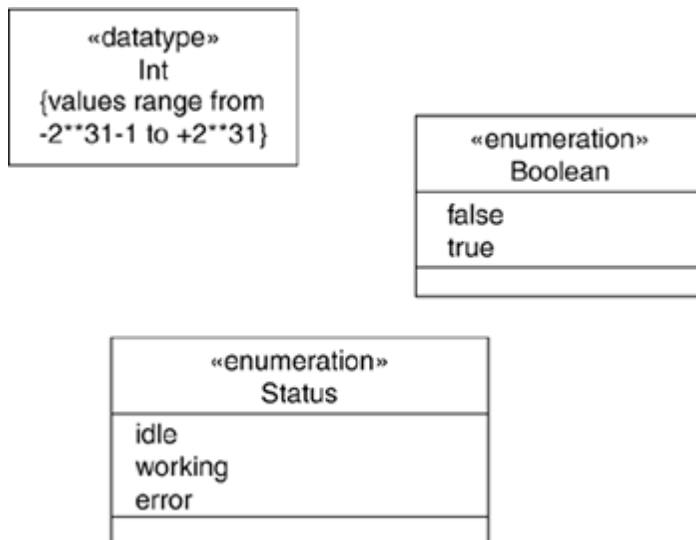 «datatype»
Int
{values range from
-2**31-1 to +2**31}
«enumeration»
Boolean
false
true
«enumeration»
Status
idle
working
error